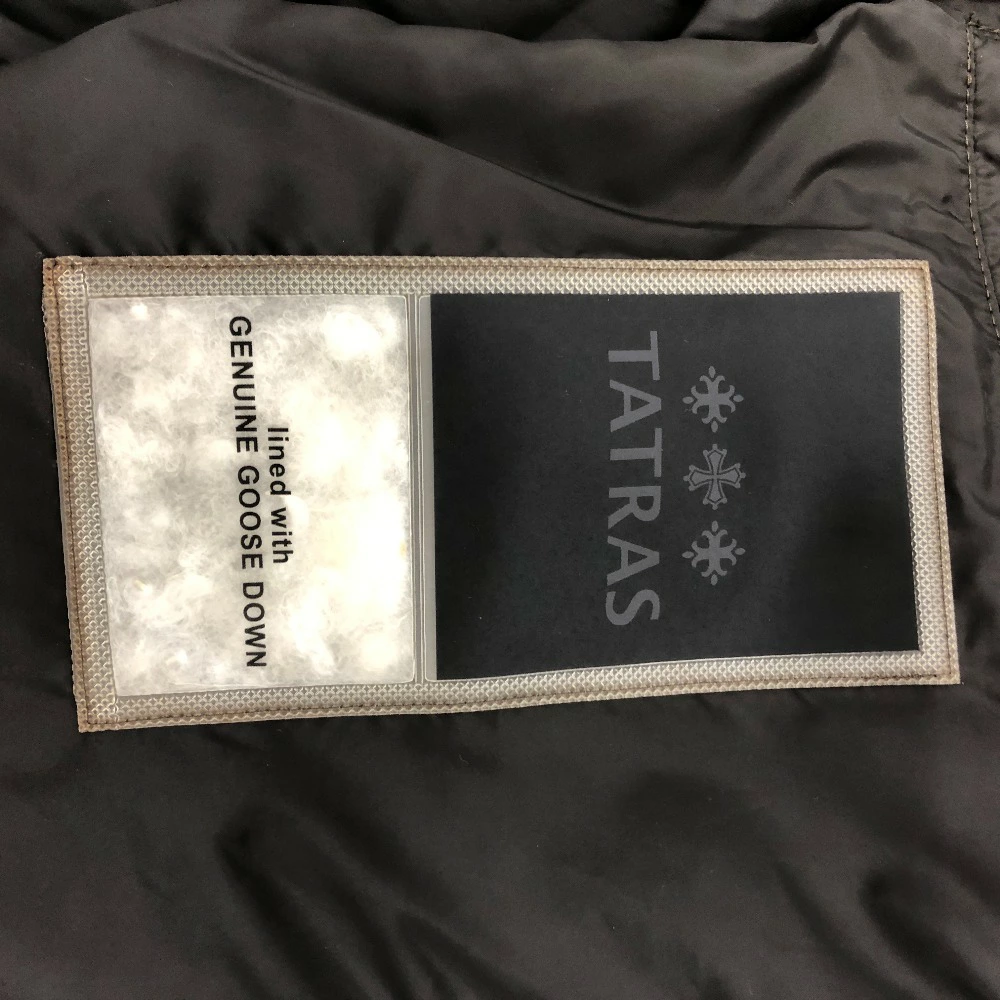 TATRAS
lined with
GENUINE GOOSE DOWN